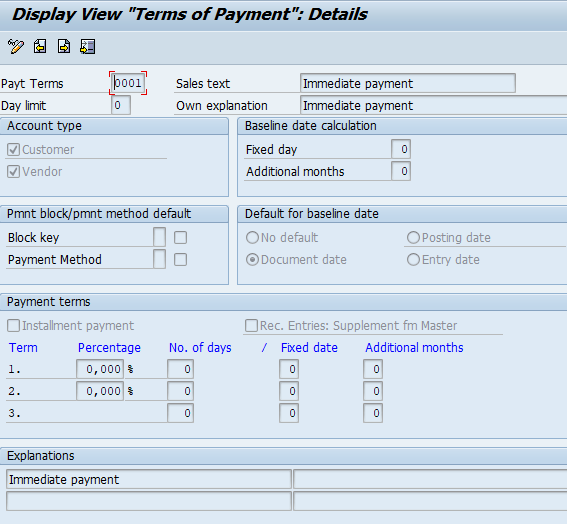 Display View "Terms of Payment": Details
Payt Terms 0001 Sales text Immediate payment
Day limit 0 Own explanation Immediate payment
Account type
Customer
Vendor
Baseline date calculation
Fixed day 0
Additional months 0
Pmnt block/pmnt method default
Block key
Payment Method
Default for baseline date
No default Posting date
Document date Entry date
Payment terms
Installment payment Rec. Entries: Supplement fm Master
Term Percentage No. of days / Fixed date Additional months
1. 0,000 % 0 0 0
2. 0,000 % 0 0 0
3. 0 0 0
Explanations
Immediate payment